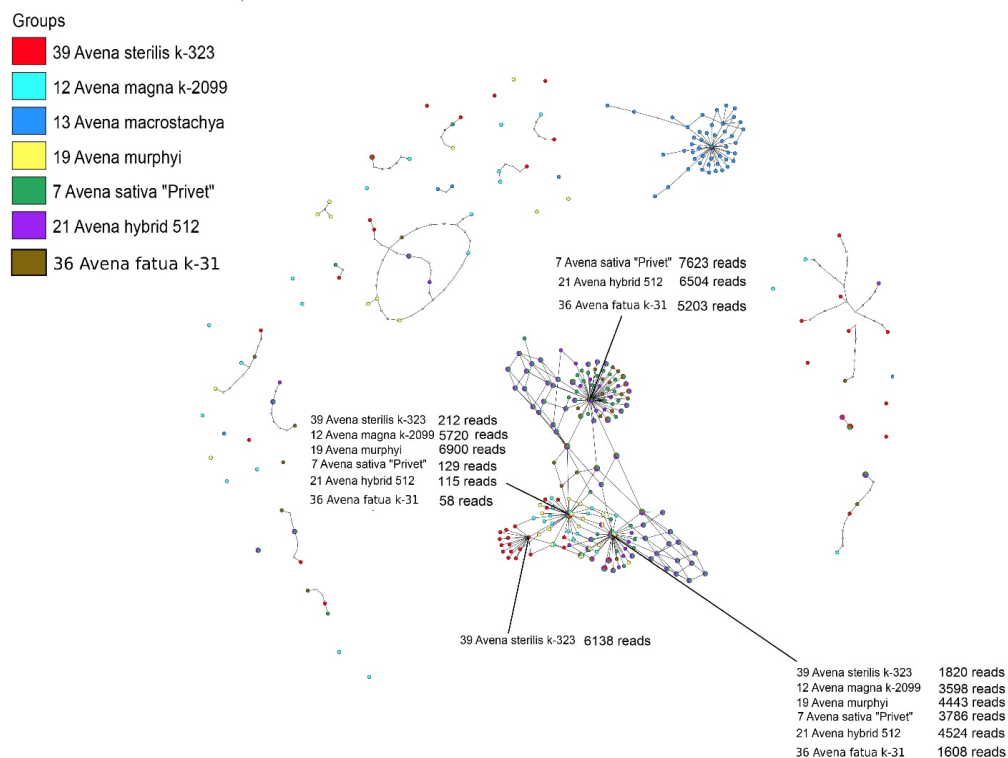 Groups
39 Avena sterilis k-323
12 Avena magna k-2099
13 Avena macrostachya
19 Avena murphyi
7 Avena sativa "Privet"
21 Avena hybrid 512
36 Avena fatua k-31
7 Avena sativa "Privet" 7623 reads
21 Avena hybrid 512 6504 reads
36 Avena fatua k-31 5203 reads
39 Avena sterilis k-323 212 reads
12 Avena magna k-2099 5720 reads
19 Avena murphyi 6900 reads
7 Avena sativa "Privet" 129 reads
21 Avena hybrid 512 115 reads
36 Avena fatua k-31 58 reads
39 Avena sterilis k-323 6138 reads
39 Avena sterilis k-323 1820 reads
12 Avena magna k-2099 3598 reads
19 Avena murphyi 4443 reads
7 Avena sativa "Privet" 3786 reads
21 Avena hybrid 512 4524 reads
36 Avena fatua k-31 1608 reads